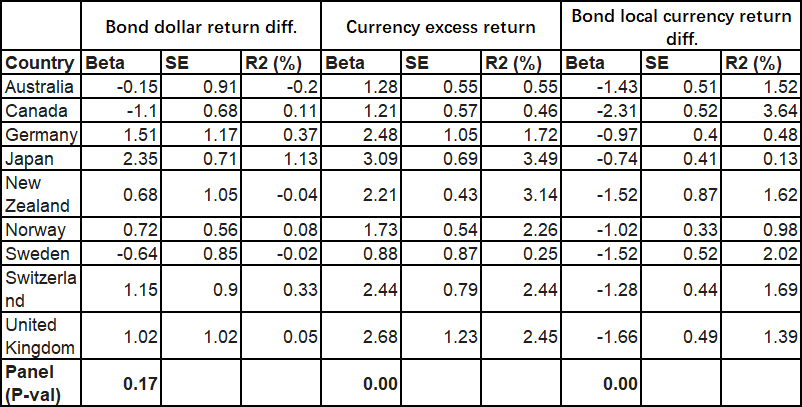 Bond dollar return diff. Currency excess return Bond local currency return
diff.
Country Beta SE R2 (%) Beta SE R2 (%) Beta SE R2 (%)
Australia -0.15 0.91 -0.2 1.28 0.55 0.55 -1.43 0.51 1.52
Canada -1.1 0.68 0.11 1.21 0.57 0.46 -2.31 0.52 3.64
Germany 1.51 1.17 0.37 2.48 1.05 1.72 -0.97 0.4 0.48
Japan 2.35 0.71 1.13 3.09 0.69 3.49 -0.74 0.41 0.13
New
Zealand 0.68 1.05 -0.04 2.21 0.43 3.14 -1.52 0.87 1.62
Norway 0.72 0.56 0.08 1.73 0.54 2.26 -1.02 0.33 0.98
Sweden -0.64 0.85 -0.02 0.88 0.87 0.25 -1.52 0.52 2.02
Switzerla
nd 1.15 0.9 0.33 2.44 0.79 2.44 -1.28 0.44 1.69
United
Kingdom 1.02 1.02 0.05 2.68 1.23 2.45 -1.66 0.49 1.39
Panel
(P-val) 0.17 0.00 0.00